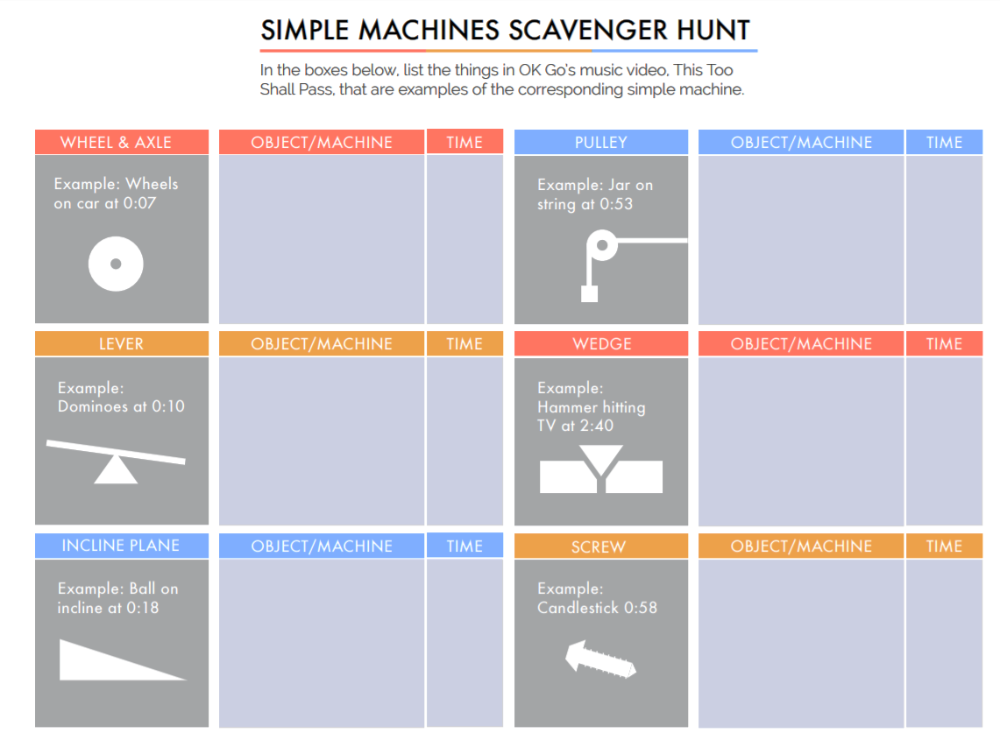 SIMPLE MACHINES SCAVENGER HUNT
In the boxes below, list the things in OK Go's music video, This Too
Shall Pass, that are examples of the corresponding simple machine.
WHEEL & AXLE OBJECT/MACHINE TIME PULLEY OBJECT/MACHINE TIME
Example: Wheels
on car at 0:07
Example: Jar on
string at 0:53
LEVER OBJECT/MACHINE TIME WEDGE OBJECT/MACHINE TIME
Example:
Dominoes at 0:10
Example:
Hammer hitting
TV at 2:40
INCLINE PLANE OBJECT/MACHINE TIME SCREW OBJECT/MACHINE TIME
Example: Ball on
incline at 0:18
Example:
Candlestick 0:58